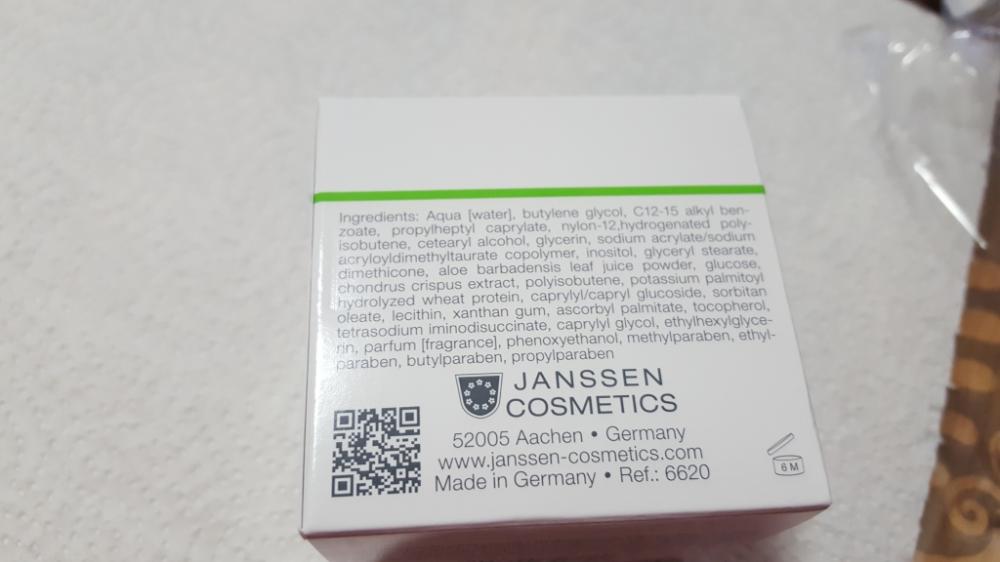 Ingredients: Aqua [water], butylene glycol, C12-15 alkyl ben-
zoate, propylheptyl caprylate, nylon-12,hydrogenated poly-
isobutene, cetearyl alcohol, glycerin, sodium acrylate/sodium
acryloyldimethyltaurate copolymer, inositol, glyceryl stearate,
dimethicone, aloe barbadensis leaf juice powder, glucose,
chondrus crispus extract, polyisobutene, potassium palmitoyl
hydrolyzed wheat protein, caprylyl/capryl glucoside, sorbitan
oleate, lecithin, xanthan gum, ascorbyl palmitate, tocopherol,
tetrasodium iminodisuccinate, caprylyl glycol, ethylhexylglyce-
rin, parfum [fragrance], phenoxyethanol, methylparaben, ethyl-
paraben, butylparaben, propylparaben
JANSSEN
COSMETICS
52005 Aachen • Germany
www.janssen-cosmetics.com
Made in Germany • Ref.: 6620
6 M